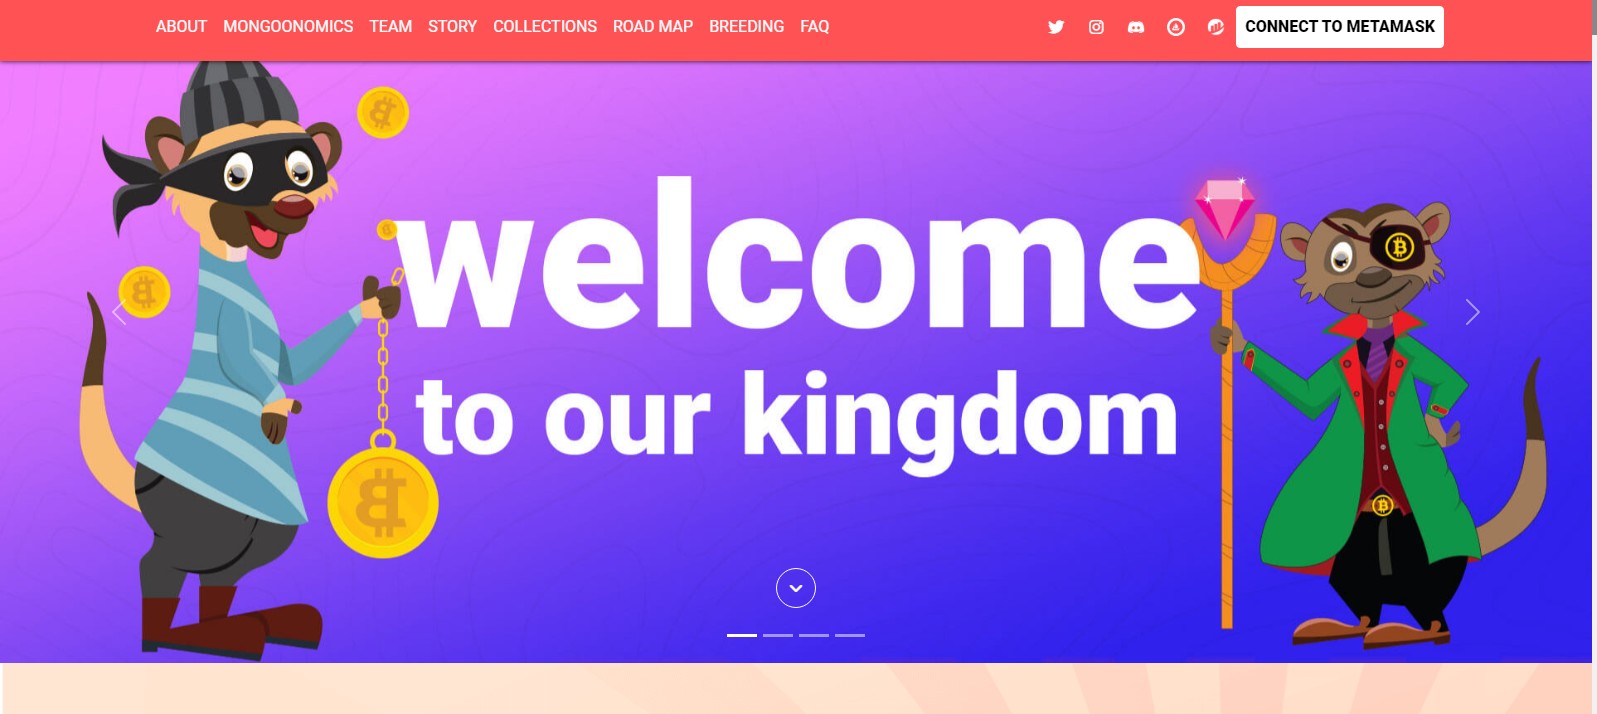 ABOUT MONGOONOMICS TEAM STORY COLLECTIONS ROAD MAP BREEDING FAQ CONNECT TO METAMASK
welcome
to our kingdom